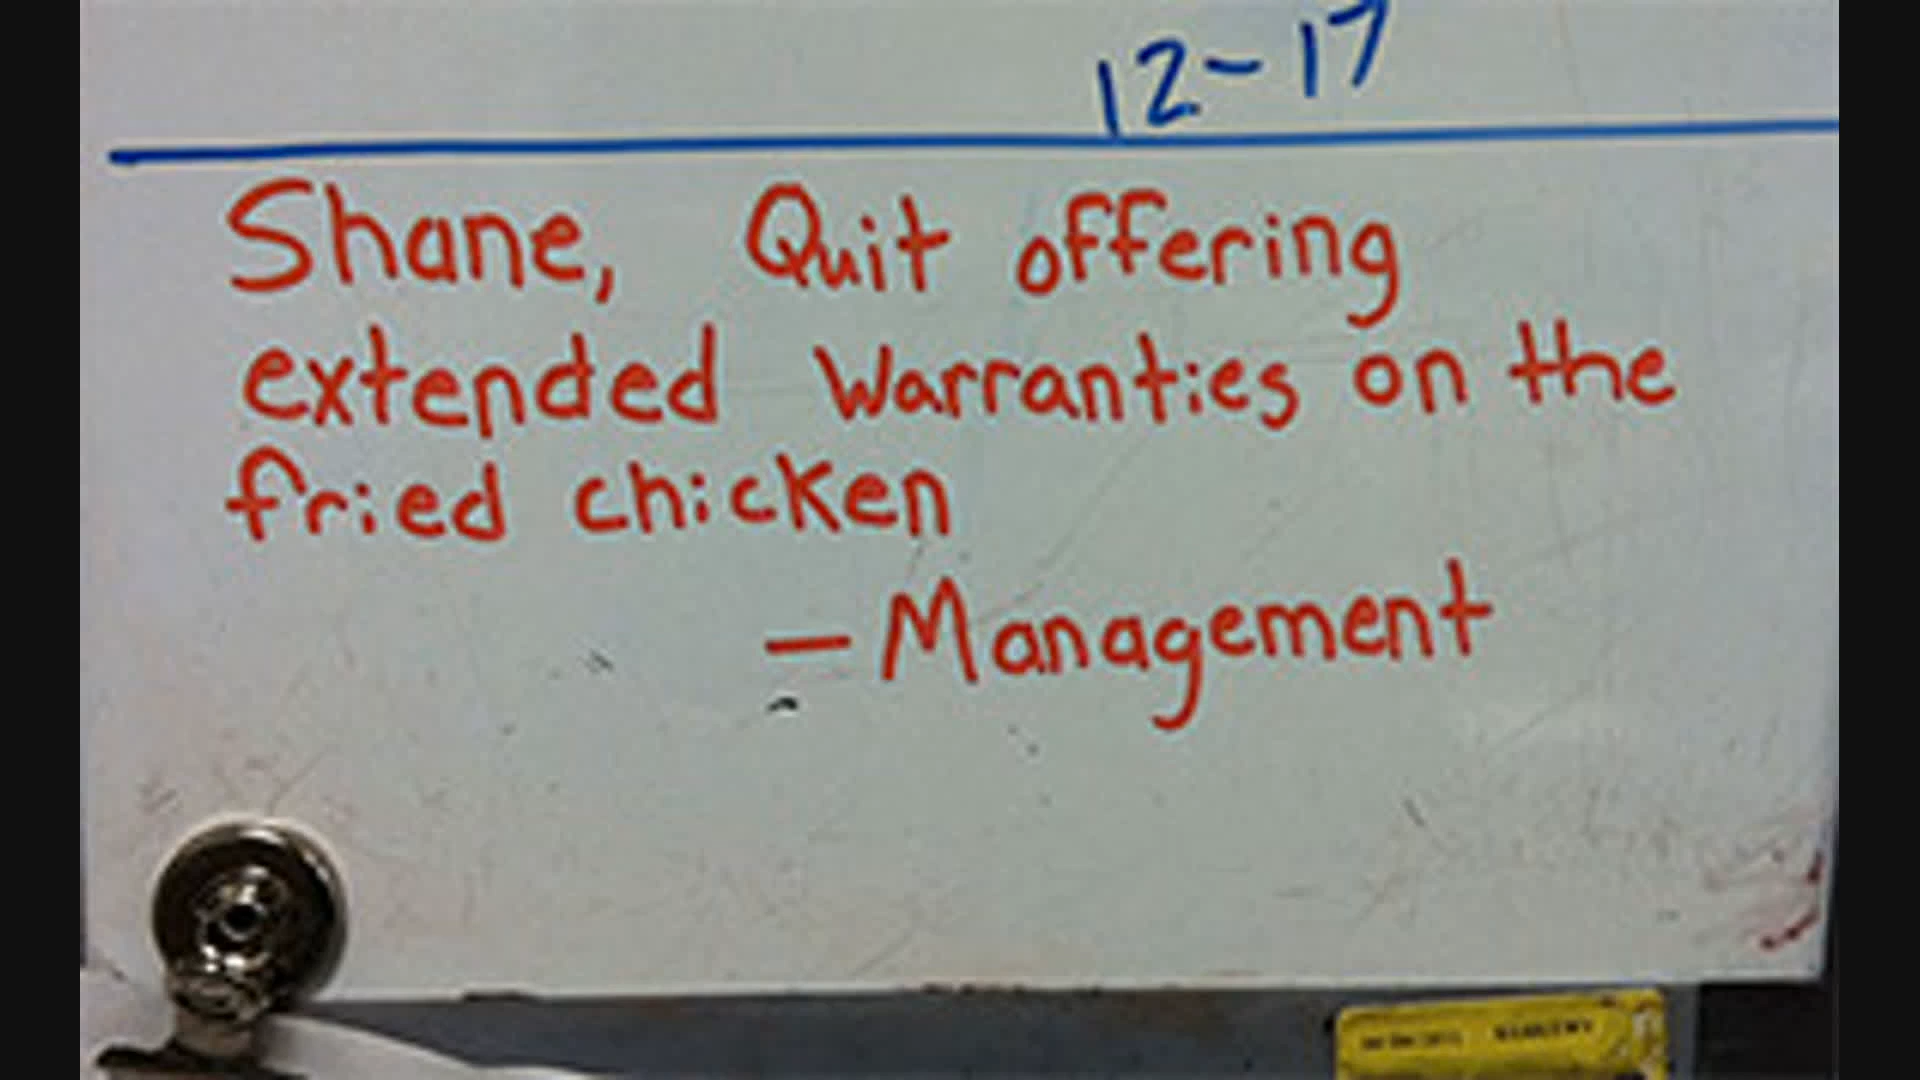 12-17
Shane, Quit offering
extended Warranties on the
fried chicken
- Management